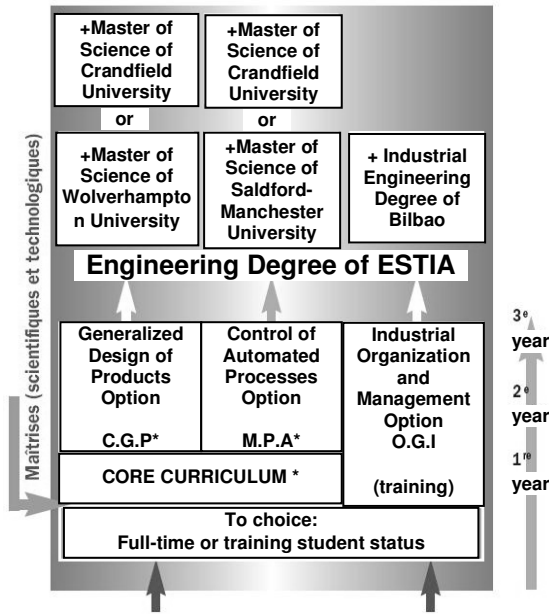 +Master of
Science of
Crandfield
University
or
+Master of
Science of
Wolverhampto
n University
+Master of
Science of
Crandfield
University
or
+Master of
Science of
Saldford-
Manchester
University
+ Industrial
Engineering
Degree of
Bilbao
Engineering Degree of ESTIA
Generalized
Design of
Products
Option
C.G.P*
Control of
Automated
Processes
Option
M.P.A*
Industrial
Organization
and
Management
Option
O.G.I
(training)
CORE CURRICULUM *
To choice:
Full-time or training student status
Maîtrises (scientifiques et technologiques)
3e
year
2e
year
1re
year